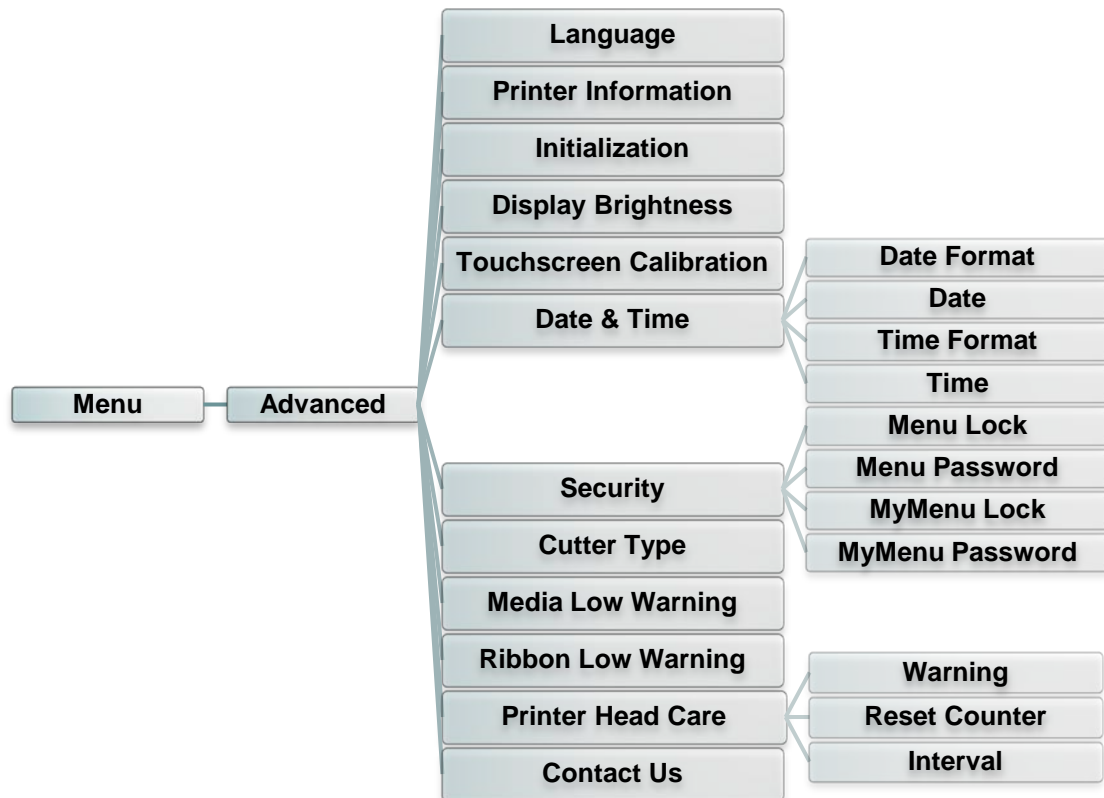 Menu
Advanced
Language
Printer Information
Initialization
Display Brightness
Touchscreen Calibration
Date & Time
Date Format
Date
Time Format
Time
Security
Menu Lock
Menu Password
MyMenu Lock
MyMenu Password
Cutter Type
Media Low Warning
Ribbon Low Warning
Printer Head Care
Warning
Reset Counter
Interval
Contact Us